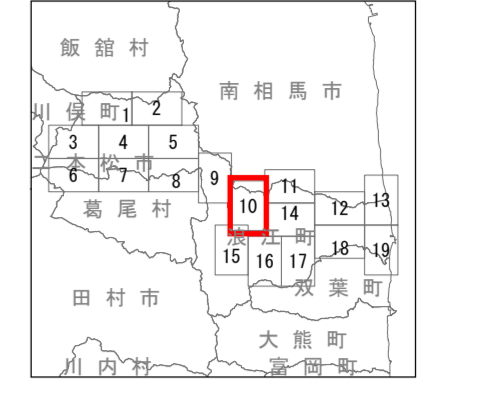 飯舘村
南相馬市
川俣町
1 2
3 4 5
二本松市
6 7 8
9
10
11
12
13
14
葛尾村
浪江町
15 16 17 18 19
双葉町
田村市
大熊町
川内村
富岡町